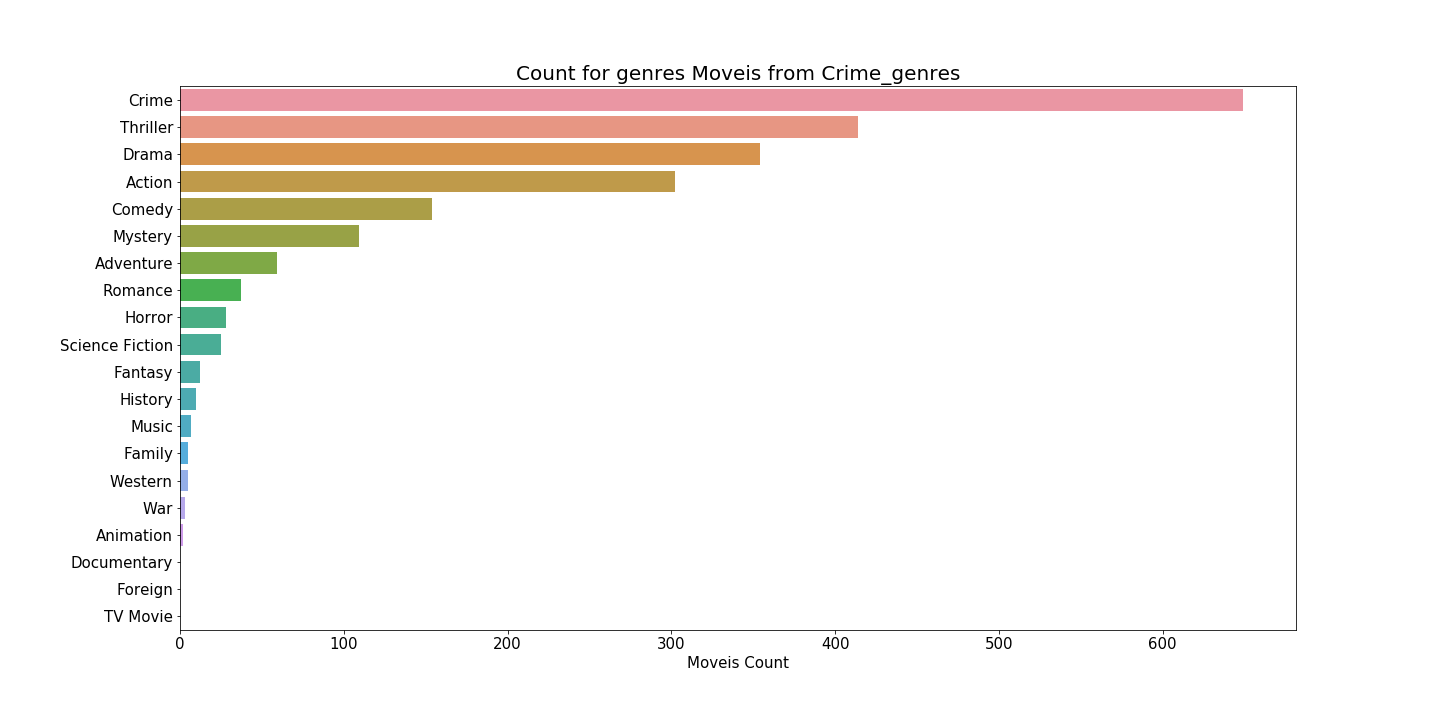 Count for genres Moveis from Crime_genres
Crime
Thriller
Drama
Action
Comedy
Mystery
Adventure
Romance
Horror
Science Fiction
Fantasy
History
Music
Family
Western
War
Animation
Documentary
Foreign
TV Movie
0 100 200 300 400 500 600
Moveis Count